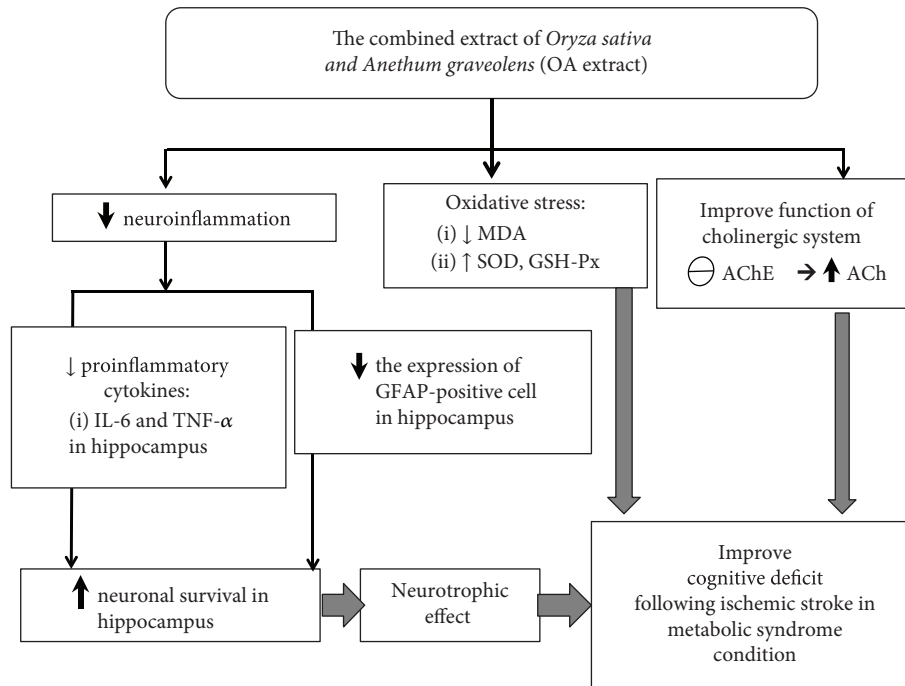 The combined extract of Oryza sativa
and Anethum graveolens (OA extract)
↓ neuroinflammation
Oxidative stress:
(i) ↓ MDA
(ii) ↑ SOD, GSH-Px
Improve function of
cholinergic system
⊖ AChE → ↑ ACh
↓ proinflammatory
cytokines:
(i) IL-6 and TNF-α
in hippocampus
↓ the expression of
GFAP-positive cell
in hippocampus
↑ neuronal survival in
hippocampus
Neurotrophic
effect
Improve
cognitive deficit
following ischemic stroke in
metabolic syndrome
condition